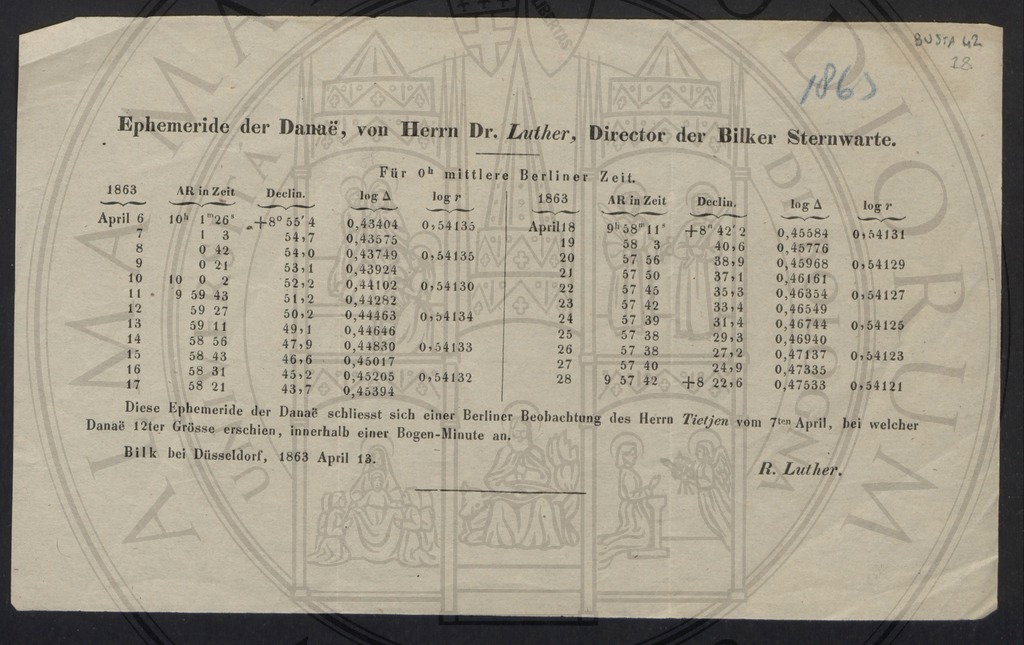 BUSTA 42
18.
1863
Ephemeride der Danaë, von Herrn Dr. Luther, Director der Bilker Sternwarte.
Für 0h mittlere Berliner Zeit.
1863 AR in Zeit Declin. log Δ log r
April 6 10h 1m26s +8° 55′ 4 0,43404 0,54135
7 1 3 54,7 0,43575
8 0 42 54,0 0,43749 0,54135
9 0 21 53,1 0,43924
10 10 0 2 52,2 0,44102 0,54130
11 9 59 43 51,2 0,44282
12 59 27 50,2 0,44463 0,54134
13 59 11 49,1 0,44646
14 58 56 47,9 0,44830 0,54133
15 58 43 46,6 0,45017
16 58 31 45,2 0,45205 0,54132
17 58 21 43,7 0,45394
1863 AR in Zeit Declin. log Δ log r
April 18 9h 58m 11s +8° 42′ 2 0,45584 0,54131
19 58 3 40,6 0,45776
20 57 56 38,9 0,45968 0,54129
21 57 50 37,1 0,46161
22 57 45 35,3 0,46354 0,54127
23 57 42 33,4 0,46549
24 57 39 31,4 0,46744 0,54125
25 57 38 29,3 0,46940
26 57 38 27,2 0,47137 0,54123
27 57 40 24,9 0,47335
28 9 57 42 +8 22,6 0,47533 0,54121
Diese Ephemeride der Danaë schliesst sich einer Berliner Beobachtung des Herrn Tietjen vom 7ten April, bei welcher
Danaë 12ter Grösse erschien, innerhalb einer Bogen-Minute an.
Bilk bei Düsseldorf, 1863 April 13.
R. Luther.
ALMA MATER STUDIORUM
LIBERTAS